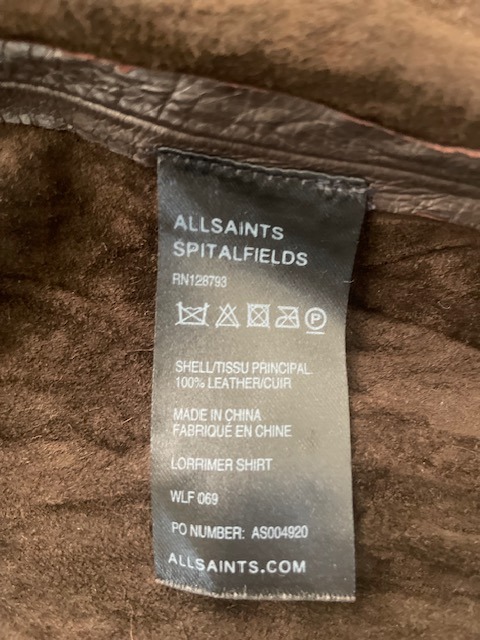 ALLSAINTS
SPITALFIELDS
RN128793
P
SHELL/TISSU PRINCIPAL
100% LEATHER/CUIR
MADE IN CHINA
FABRIQUÉ EN CHINE
LORRIMER SHIRT
WLF 069
PO NUMBER: AS004920
ALLSAINTS.COM